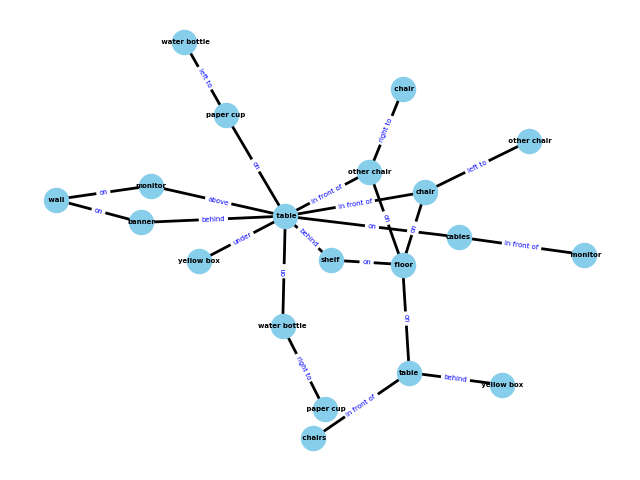 water bottle
left to
chair
paper cup
right to
other chair
on
left to
other chair
monitor
in front of
chair
wall
on
above
in front of
on
banner
behind
table
on
on
on
cables
in front of
monitor
under
behind
yellow box
shelf
on
floor
on
on
water bottle
right to
table
behind
yellow box
in front of
paper cup
chairs